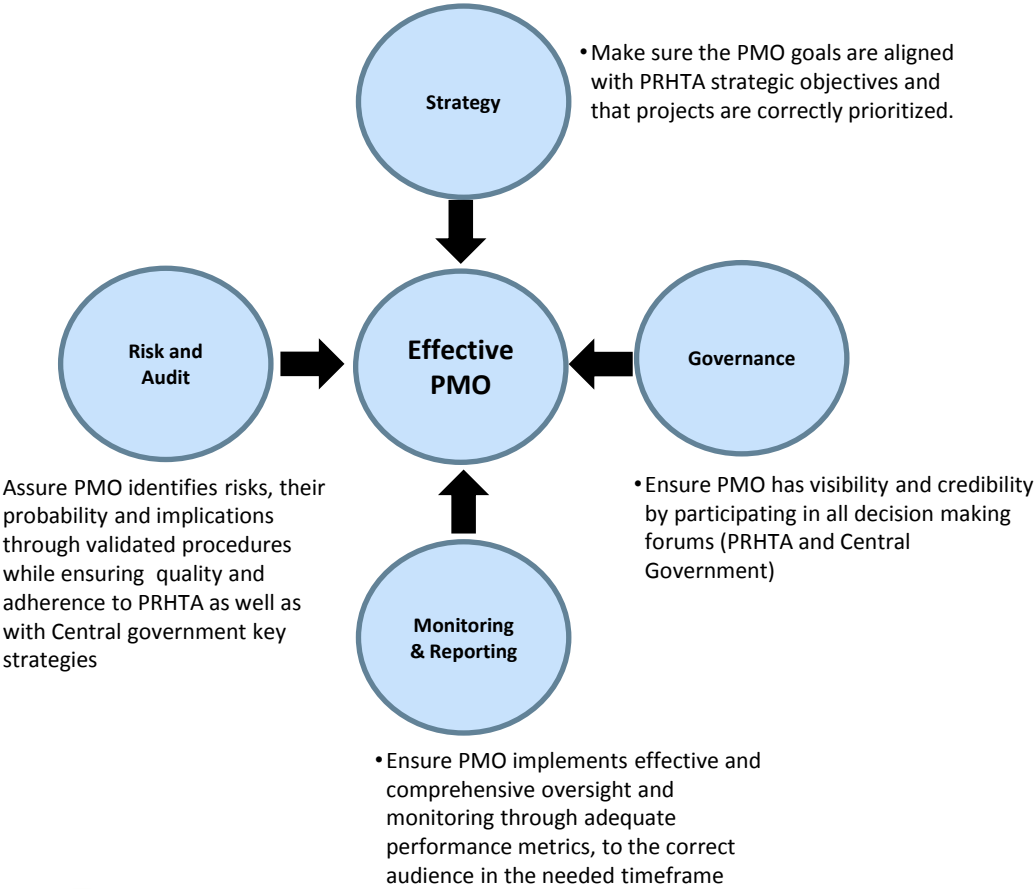 Strategy
• Make sure the PMO goals are aligned
with PRHTA strategic objectives and
that projects are correctly prioritized.
Risk and
Audit
Effective
PMO
Governance
Assure PMO identifies risks, their
probability and implications
through validated procedures
while ensuring  quality and
adherence to PRHTA as well as
with Central government key
strategies
• Ensure PMO has visibility and credibility
by participating in all decision making
forums (PRHTA and Central
Government)
Monitoring
& Reporting
• Ensure PMO implements effective and
comprehensive oversight and
monitoring through adequate
performance metrics, to the correct
audience in the needed timeframe